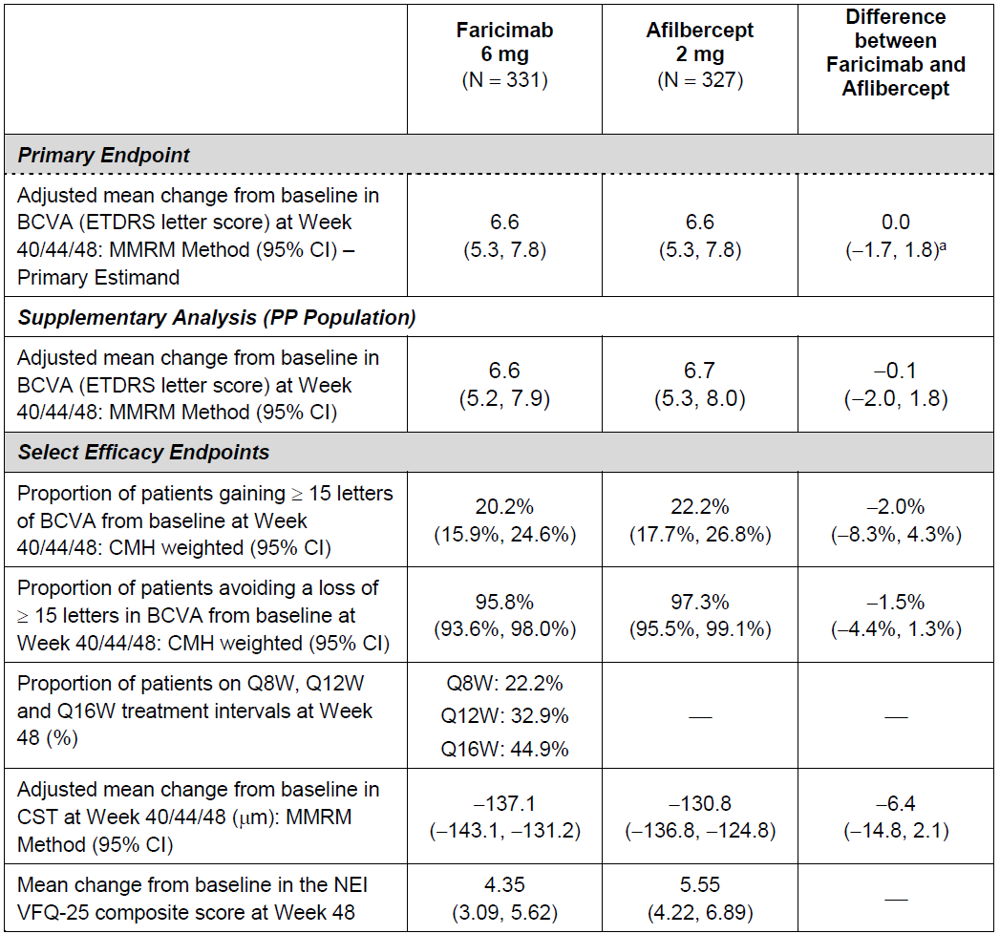 Faricimab
6 mg
(N = 331)
Afilbercept
2 mg
(N = 327)
Difference
between
Faricimab and
Aflibercept
Primary Endpoint
Adjusted mean change from baseline in
BCVA (ETDRS letter score) at Week
40/44/48: MMRM Method (95% CI) –
Primary Estimand
6.6
(5.3, 7.8)
6.6
(5.3, 7.8)
0.0
(−1.7, 1.8)ᵃ
Supplementary Analysis (PP Population)
Adjusted mean change from baseline in
BCVA (ETDRS letter score) at Week
40/44/48: MMRM Method (95% CI)
6.6
(5.2, 7.9)
6.7
(5.3, 8.0)
−0.1
(−2.0, 1.8)
Select Efficacy Endpoints
Proportion of patients gaining ≥ 15 letters
of BCVA from baseline at Week
40/44/48: CMH weighted (95% CI)
20.2%
(15.9%, 24.6%)
22.2%
(17.7%, 26.8%)
−2.0%
(−8.3%, 4.3%)
Proportion of patients avoiding a loss of
≥ 15 letters in BCVA from baseline at
Week 40/44/48: CMH weighted (95% CI)
95.8%
(93.6%, 98.0%)
97.3%
(95.5%, 99.1%)
−1.5%
(−4.4%, 1.3%)
Proportion of patients on Q8W, Q12W
and Q16W treatment intervals at Week
48 (%)
Q8W: 22.2%
Q12W: 32.9%
Q16W: 44.9%
—
—
Adjusted mean change from baseline in
CST at Week 40/44/48 (μm): MMRM
Method (95% CI)
−137.1
(−143.1, −131.2)
−130.8
(−136.8, −124.8)
−6.4
(−14.8, 2.1)
Mean change from baseline in the NEI
VFQ-25 composite score at Week 48
4.35
(3.09, 5.62)
5.55
(4.22, 6.89)
—